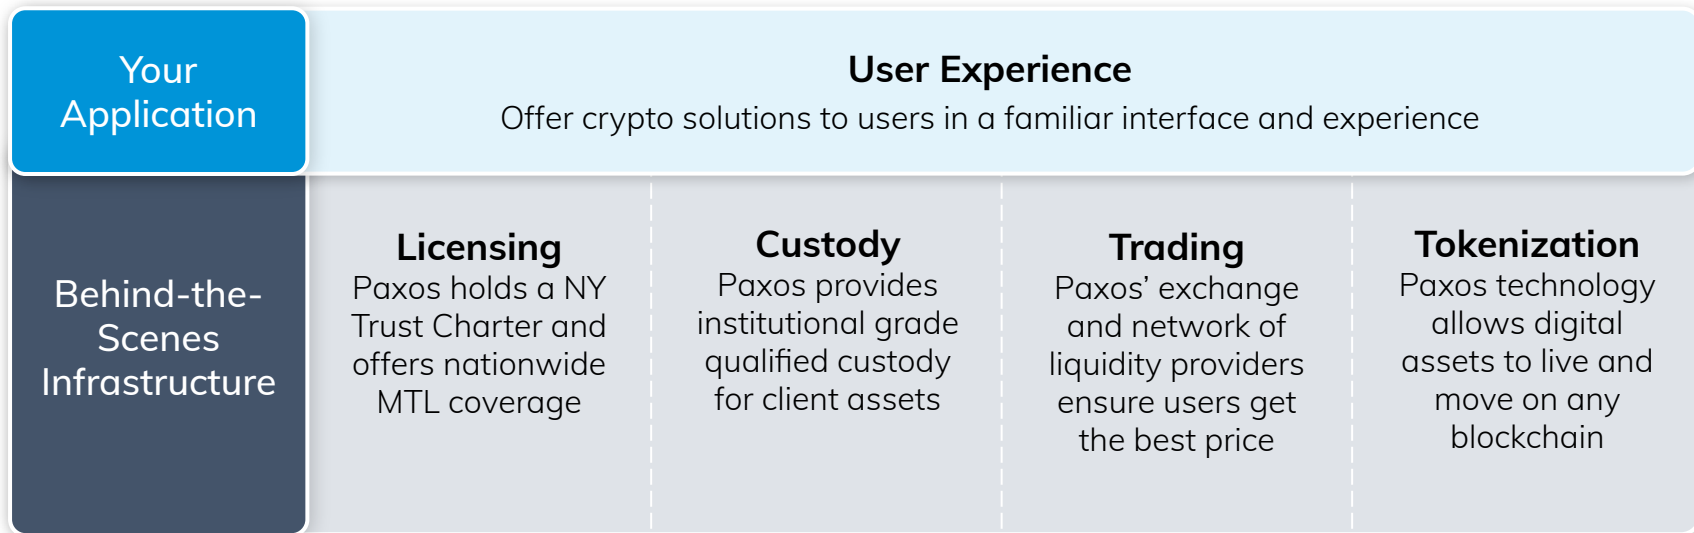 Your
Application
User Experience
Offer crypto solutions to users in a familiar interface and experience
Behind-the-
Scenes
Infrastructure
Licensing
Paxos holds a NY
Trust Charter and
offers nationwide
MTL coverage
Custody
Paxos provides
institutional grade
qualified custody
for client assets
Trading
Paxos’ exchange
and network of
liquidity providers
ensure users get
the best price
Tokenization
Paxos technology
allows digital
assets to live and
move on any
blockchain